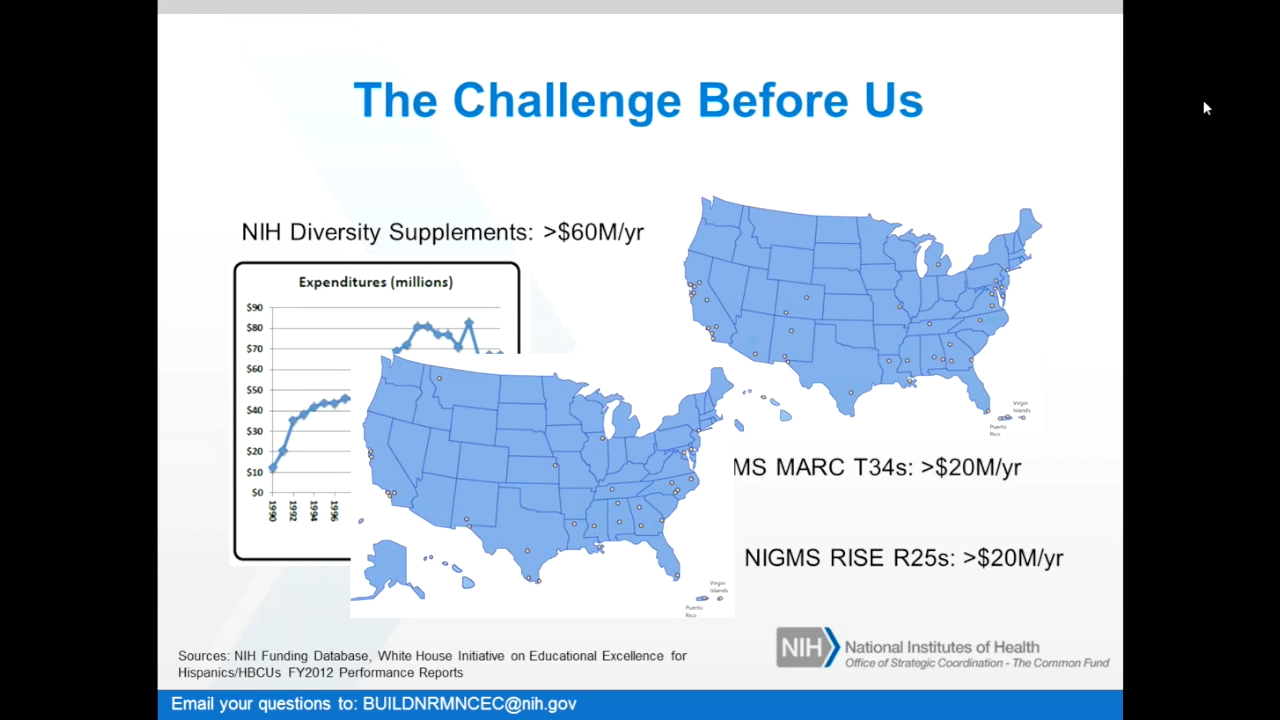 The Challenge Before Us
NIH Diversity Supplements: >$60M/yr
Expenditures (millions)
$90
$80
$70
$60
$50
$40
$30
$20
$10
$0
1990
1992
1994
1996
Virgin
Islands
Puerto
Rico
MS MARC T34s: >$20M/yr
NIGMS RISE R25s: >$20M/yr
Virgin
Islands
Puerto
Rico
Sources: NIH Funding Database, White House Initiative on Educational Excellence for
Hispanics/HBCUs FY2012 Performance Reports
NIH National Institutes of Health
Office of Strategic Coordination - The Common Fund
Email your questions to: BUILDNRMNCEC@nih.gov